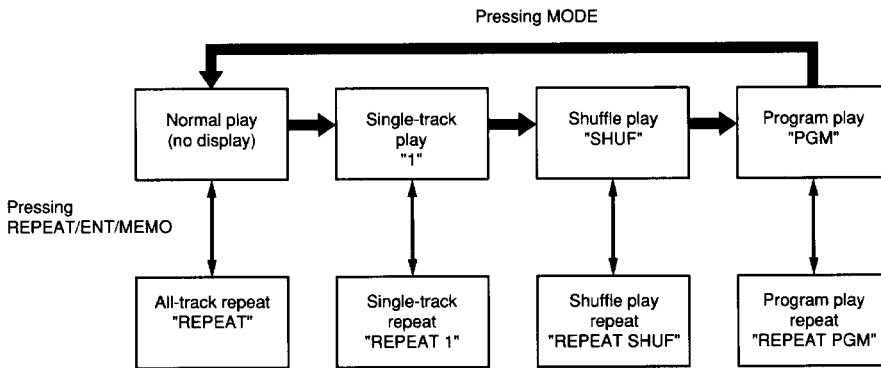 Pressing MODE
Normal play
(no display)
Single-track
play
"1"
Shuffle play
"SHUF"
Program play
"PGM"
Pressing
REPEAT/ENT/MEMO
All-track repeat
"REPEAT"
Single-track
repeat
"REPEAT 1"
Shuffle play
repeat
"REPEAT SHUF"
Program play
repeat
"REPEAT PGM"